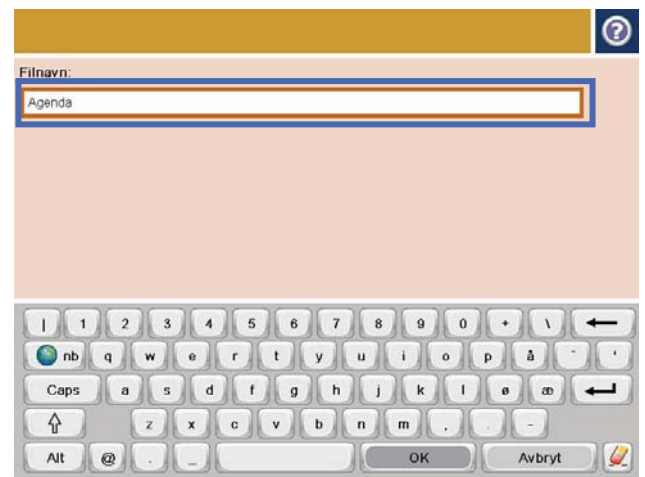 ?
Filnavn:
Agenda
| 1 2 3 4 5 6 7 8 9 0 + \ ←
nb q w e r t y u i o p å ¨ '
Caps a s d f g h j k l ø æ ↵
⇧ z x c v b n m , . -
Alt @ . _ OK Avbryt